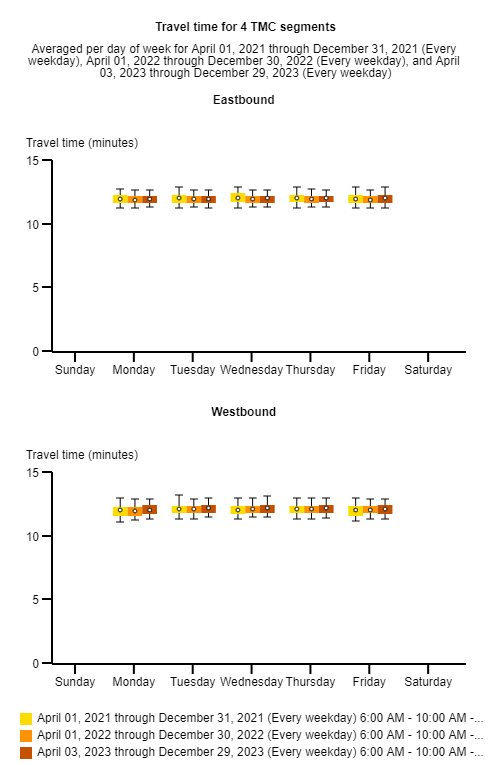 Travel time for 4 TMC segments
Averaged per day of week for April 01, 2021 through December 31, 2021 (Every
weekday), April 01, 2022 through December 30, 2022 (Every weekday), and April
03, 2023 through December 29, 2023 (Every weekday)
Eastbound
Travel time (minutes)
15
10
5
0
Sunday Monday Tuesday Wednesday Thursday Friday Saturday
Westbound
Travel time (minutes)
15
10
5
0
Sunday Monday Tuesday Wednesday Thursday Friday Saturday
April 01, 2021 through December 31, 2021 (Every weekday) 6:00 AM - 10:00 AM -...
April 01, 2022 through December 30, 2022 (Every weekday) 6:00 AM - 10:00 AM -...
April 03, 2023 through December 29, 2023 (Every weekday) 6:00 AM - 10:00 AM -...